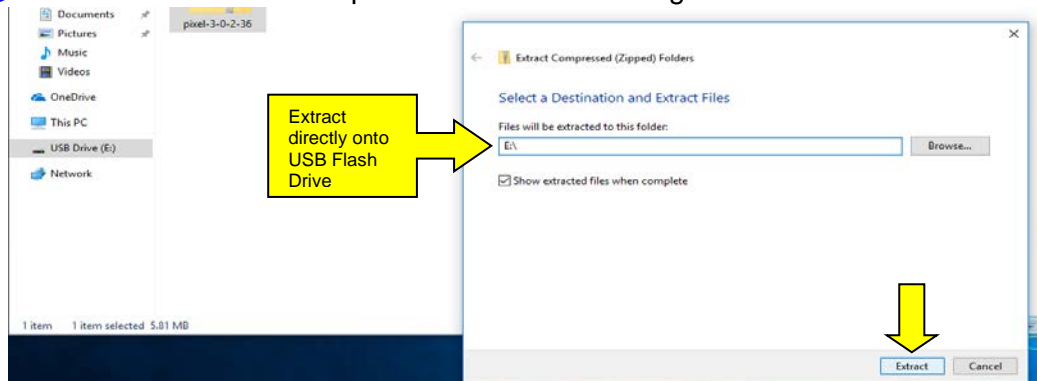 Documents
Pictures
Music
Videos
OneDrive
This PC
USB Drive (E:)
Network
pixel-3-0-2-36
1 item 1 item selected 5.81 MB
Extract
directly onto
USB Flash
Drive
Extract Compressed (Zipped) Folders
Select a Destination and Extract Files
Files will be extracted to this folder:
E:\
Browse...
Show extracted files when complete
Extract Cancel